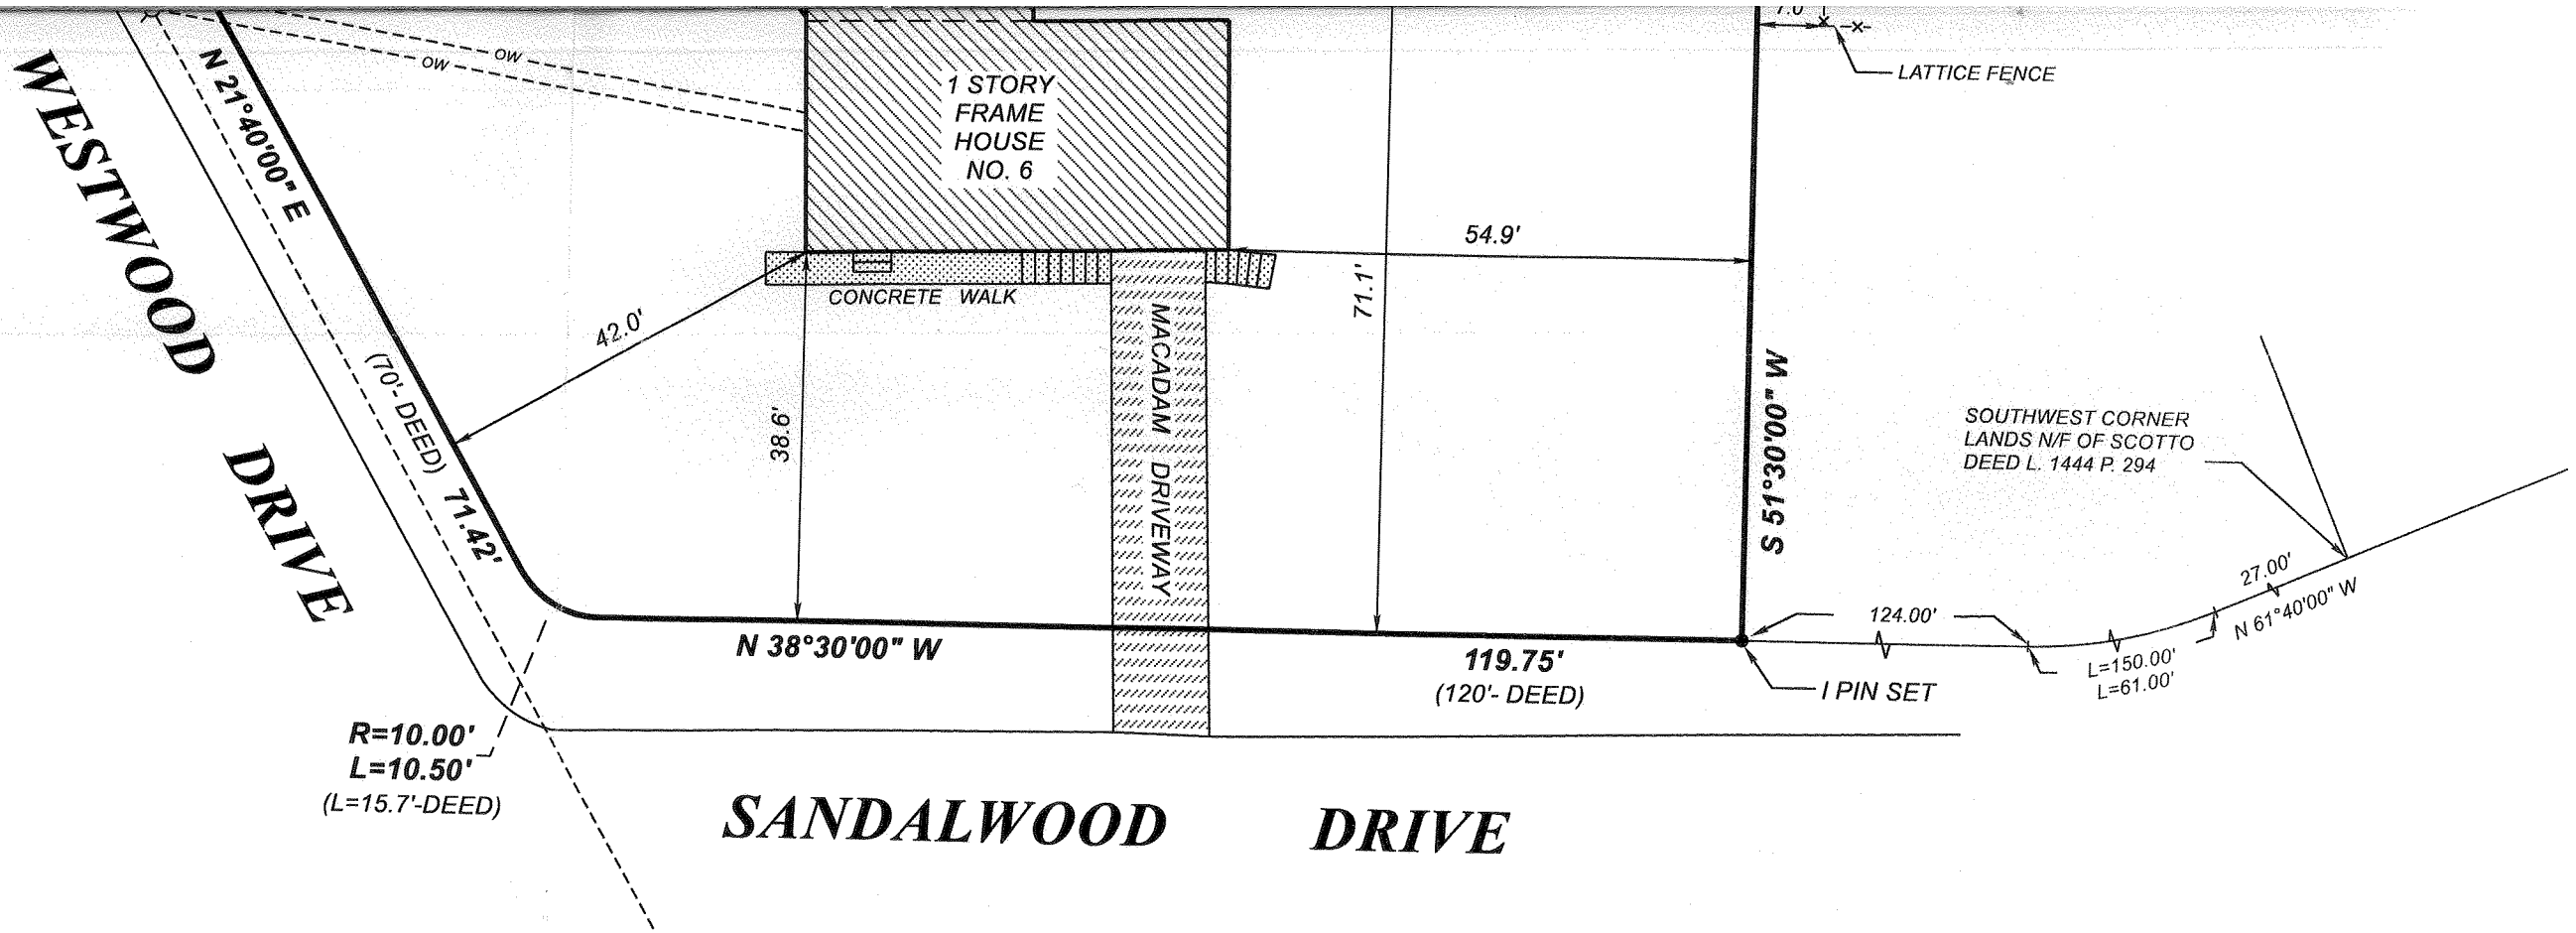 7.0'
LATTICE FENCE
WESTWOOD DRIVE
N 21°40'00" E
OW
OW
1 STORY
FRAME
HOUSE
NO. 6
54.9'
71.1'
CONCRETE WALK
42.0'
38.6'
MACADAM DRIVEWAY
(70'- DEED) 71.42'
S 51°30'00" W
SOUTHWEST CORNER
LANDS N/F OF SCOTTO
DEED L. 1444 P. 294
27.00'
N 61°40'00" W
124.00'
L=150.00'
L=61.00'
N 38°30'00" W
119.75'
(120'- DEED)
I PIN SET
R=10.00'
L=10.50'
(L=15.7'-DEED)
SANDALWOOD DRIVE